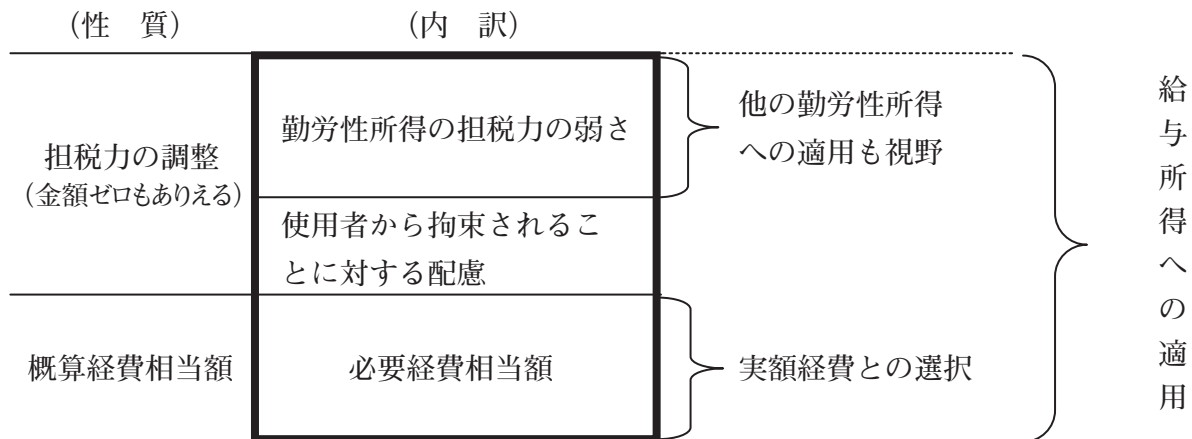 （性　質）
（内　訳）
担税力の調整
（金額ゼロもありえる）
勤労性所得の担税力の弱さ
使用者から拘束されるこ
とに対する配慮
他の勤労性所得
への適用も視野
概算経費相当額
必要経費相当額
実額経費との選択
給与所得への適用